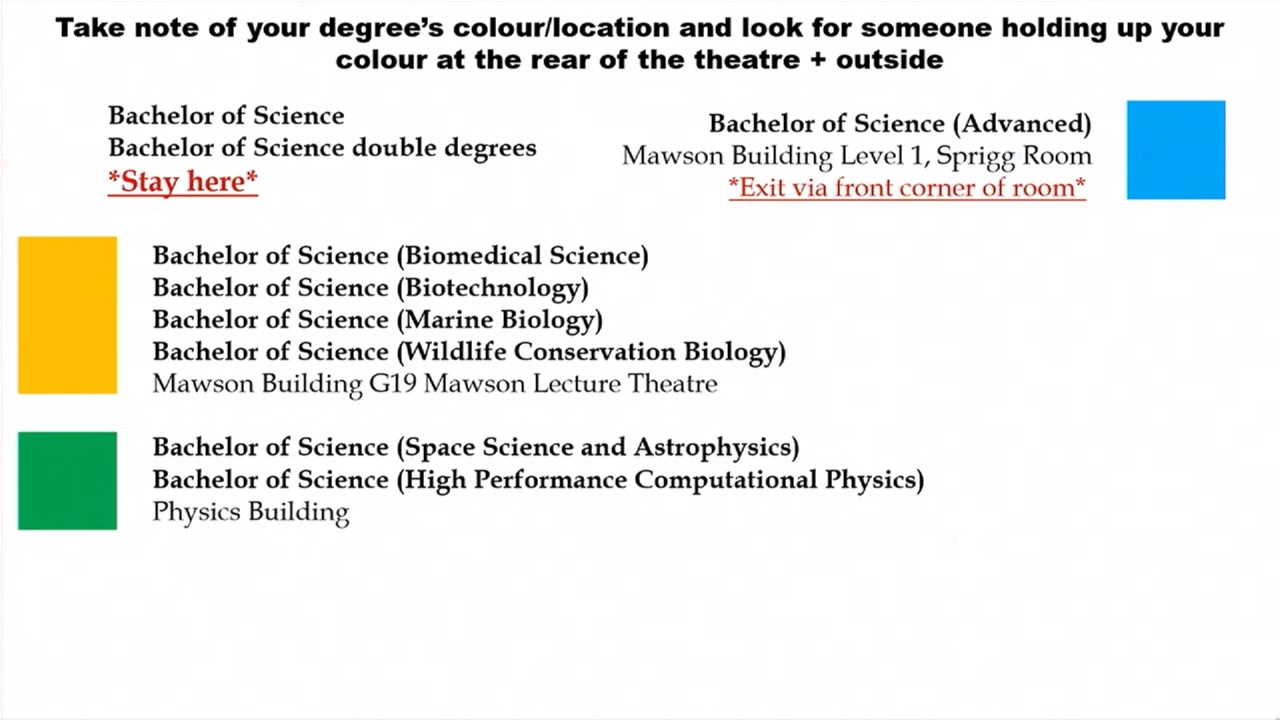 Take note of your degree’s colour/location and look for someone holding up your
colour at the rear of the theatre + outside
Bachelor of Science
Bachelor of Science double degrees
*Stay here*
Bachelor of Science (Advanced)
Mawson Building Level 1, Sprigg Room
*Exit via front corner of room*
Bachelor of Science (Biomedical Science)
Bachelor of Science (Biotechnology)
Bachelor of Science (Marine Biology)
Bachelor of Science (Wildlife Conservation Biology)
Mawson Building G19 Mawson Lecture Theatre
Bachelor of Science (Space Science and Astrophysics)
Bachelor of Science (High Performance Computational Physics)
Physics Building